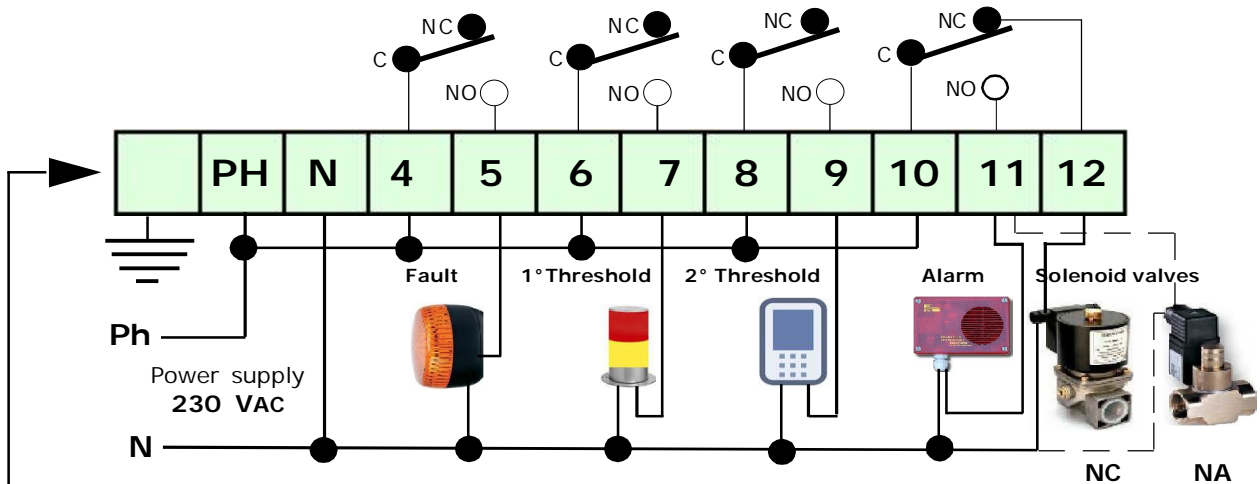 NC NC NC NC
C C C C
NO NO NO NO
PH N 4 5 6 7 8 9 10 11 12
Fault 1°Threshold 2° Threshold Alarm Solenoid valves
Ph
Power supply
230 VAC
N
NC NA